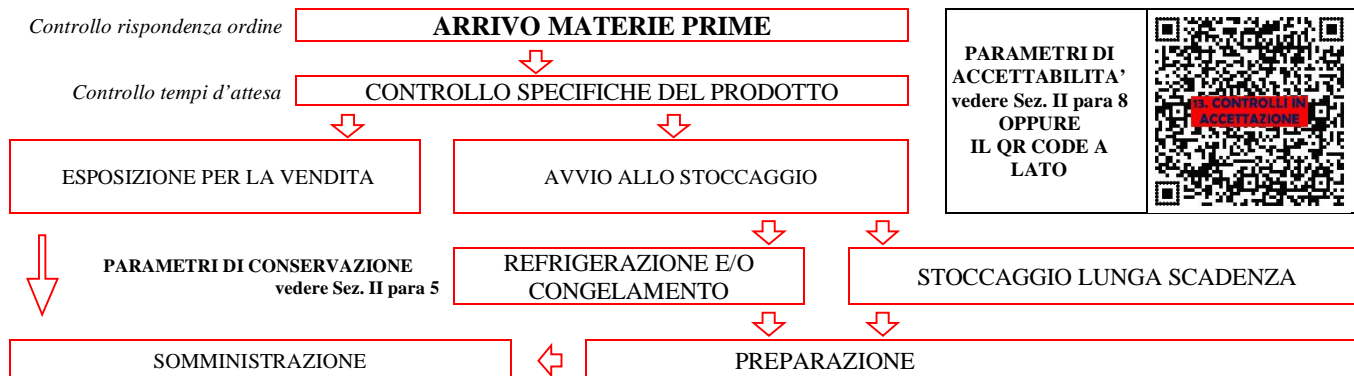 Controllo rispondenza ordine
ARRIVO MATERIE PRIME
Controllo tempi d'attesa
CONTROLLO SPECIFICHE DEL PRODOTTO
PARAMETRI DI
ACCETTABILITA'
vedere Sez. II para 8
OPPURE
IL QR CODE A
LATO
13. CONTROLLI IN
ACCETTAZIONE
ESPOSIZIONE PER LA VENDITA
AVVIO ALLO STOCCAGGIO
PARAMETRI DI CONSERVAZIONE
vedere Sez. II para 5
REFRIGERAZIONE E/O
CONGELAMENTO
STOCCAGGIO LUNGA SCADENZA
SOMMINISTRAZIONE
PREPARAZIONE